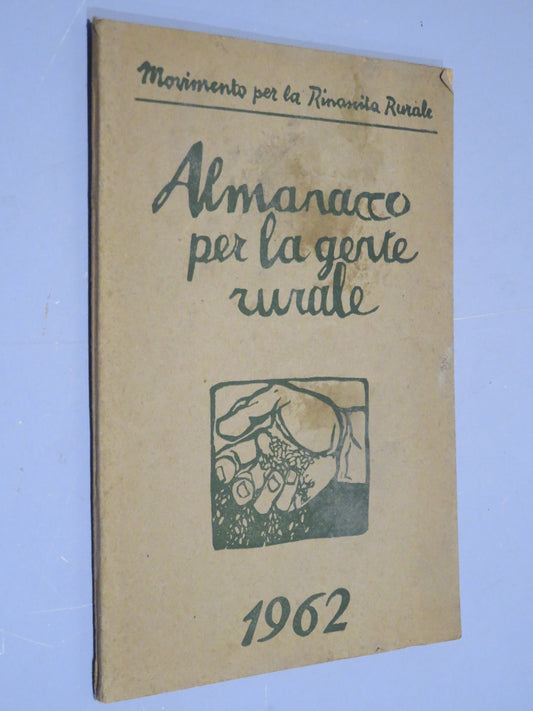 Movimento per la Rinascita Rurale
Almanacco
per la gente
rurale
1962